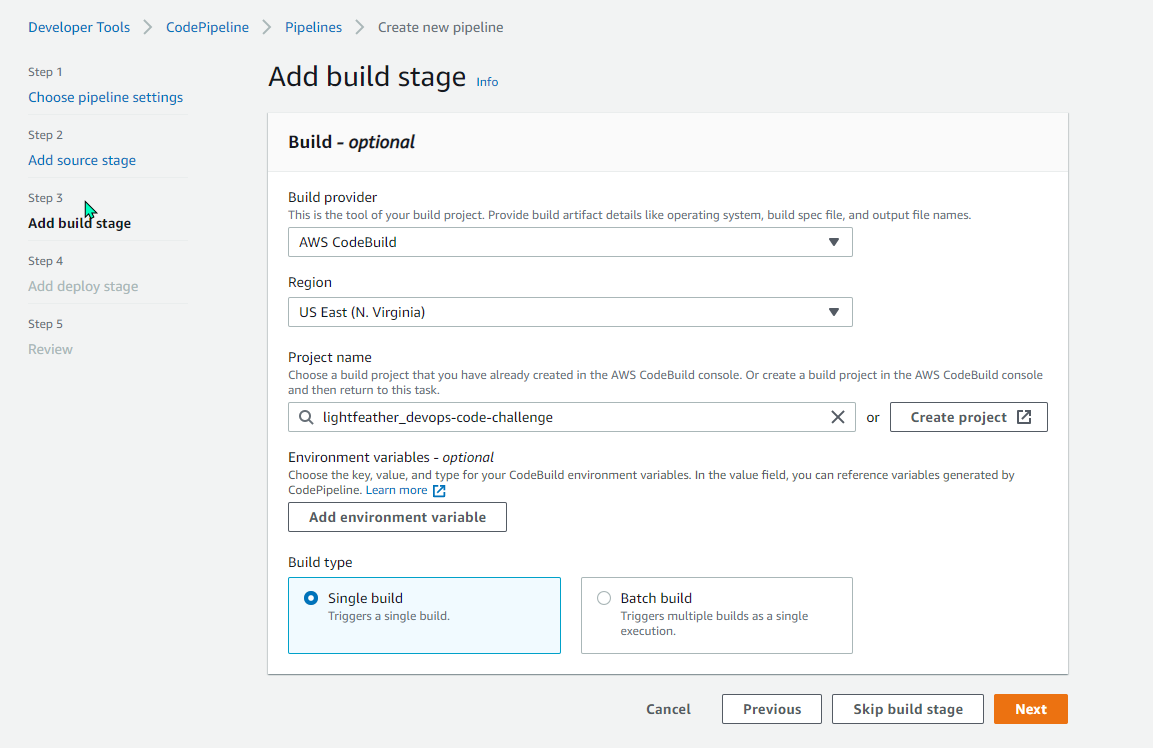 Developer Tools > CodePipeline > Pipelines > Create new pipeline
Step 1
Choose pipeline settings
Step 2
Add source stage
Step 3
Add build stage
Step 4
Add deploy stage
Step 5
Review
Add build stage Info
Build - optional
Build provider
This is the tool of your build project. Provide build artifact details like operating system, build spec file, and output file names.
AWS CodeBuild
Region
US East (N. Virginia)
Project name
Choose a build project that you have already created in the AWS CodeBuild console. Or create a build project in the AWS CodeBuild console
and then return to this task.
lightfeather_devops-code-challenge or Create project
Environment variables - optional
Choose the key, value, and type for your CodeBuild environment variables. In the value field, you can reference variables generated by
CodePipeline. Learn more
Add environment variable
Build type
Single build
Triggers a single build.
Batch build
Triggers multiple builds as a single
execution.
Cancel Previous Skip build stage Next